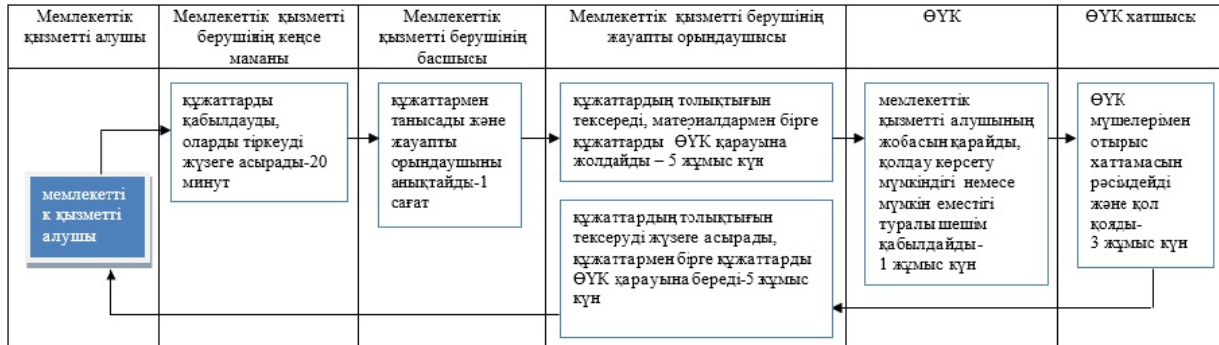 Мемлекеттік
қызметті алушы
Мемлекеттік қызметті
берушінің кеңсе
маманы
Мемлекеттік
қызметті берушінің
басшысы
Мемлекеттік қызметті берушінің
жауапты орындаушысы
ӨҮК
ӨҮК хатшысы
мемлекетті
к қызметті
алушы
құжаттарды
қабылдауды,
оларды тіркеуді
жүзеге асырады-20
минут
құжаттармен
танысады және
жауапты
орындаушыны
анықтайды-1
сағат
құжаттардың толықтығын
тексереді, материалдармен бірге
құжаттарды ӨҮК қарауына
жолдайды – 5 жұмыс күн
құжаттардың толықтығын
тексеруді жүзеге асырады,
құжаттармен бірге құжаттарды
ӨҮК қарауына береді-5 жұмыс
күн
мемлекеттік
қызметті алушының
жобасын қарайды,
қолдау көрсету
мүмкіндігі немесе
мүмкін еместігі
туралы шешім
қабылдайды-
1 жұмыс күн
ӨҮК
мүшелерімен
отырыс
хаттамасын
рәсімдейді
және қол
қояды-
3 жұмыс күн